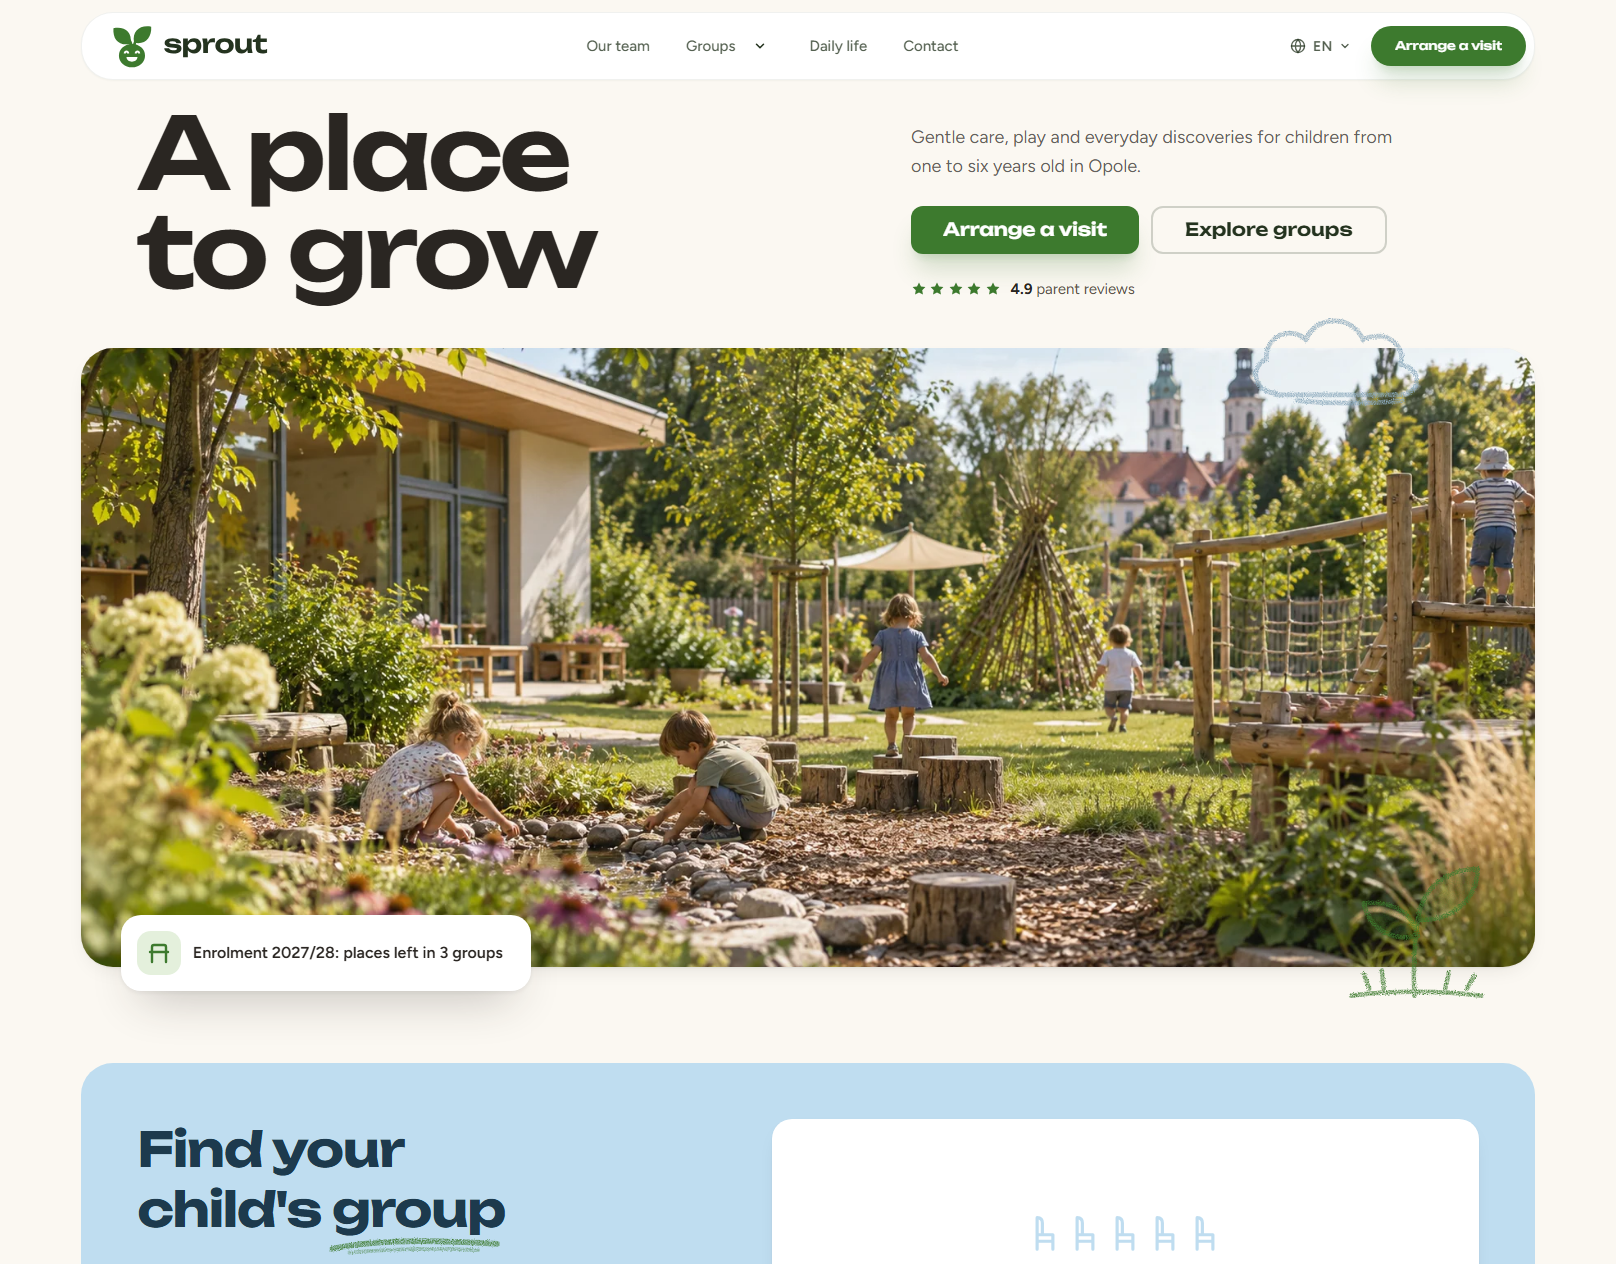 sprout
Our team
Groups
Daily life
Contact
EN
Arrange a visit
A place
to grow
Gentle care, play and everyday discoveries for children from
one to six years old in Opole.
Arrange a visit
Explore groups
4.9 parent reviews
Enrolment 2027/28: places left in 3 groups
Find your
child's group